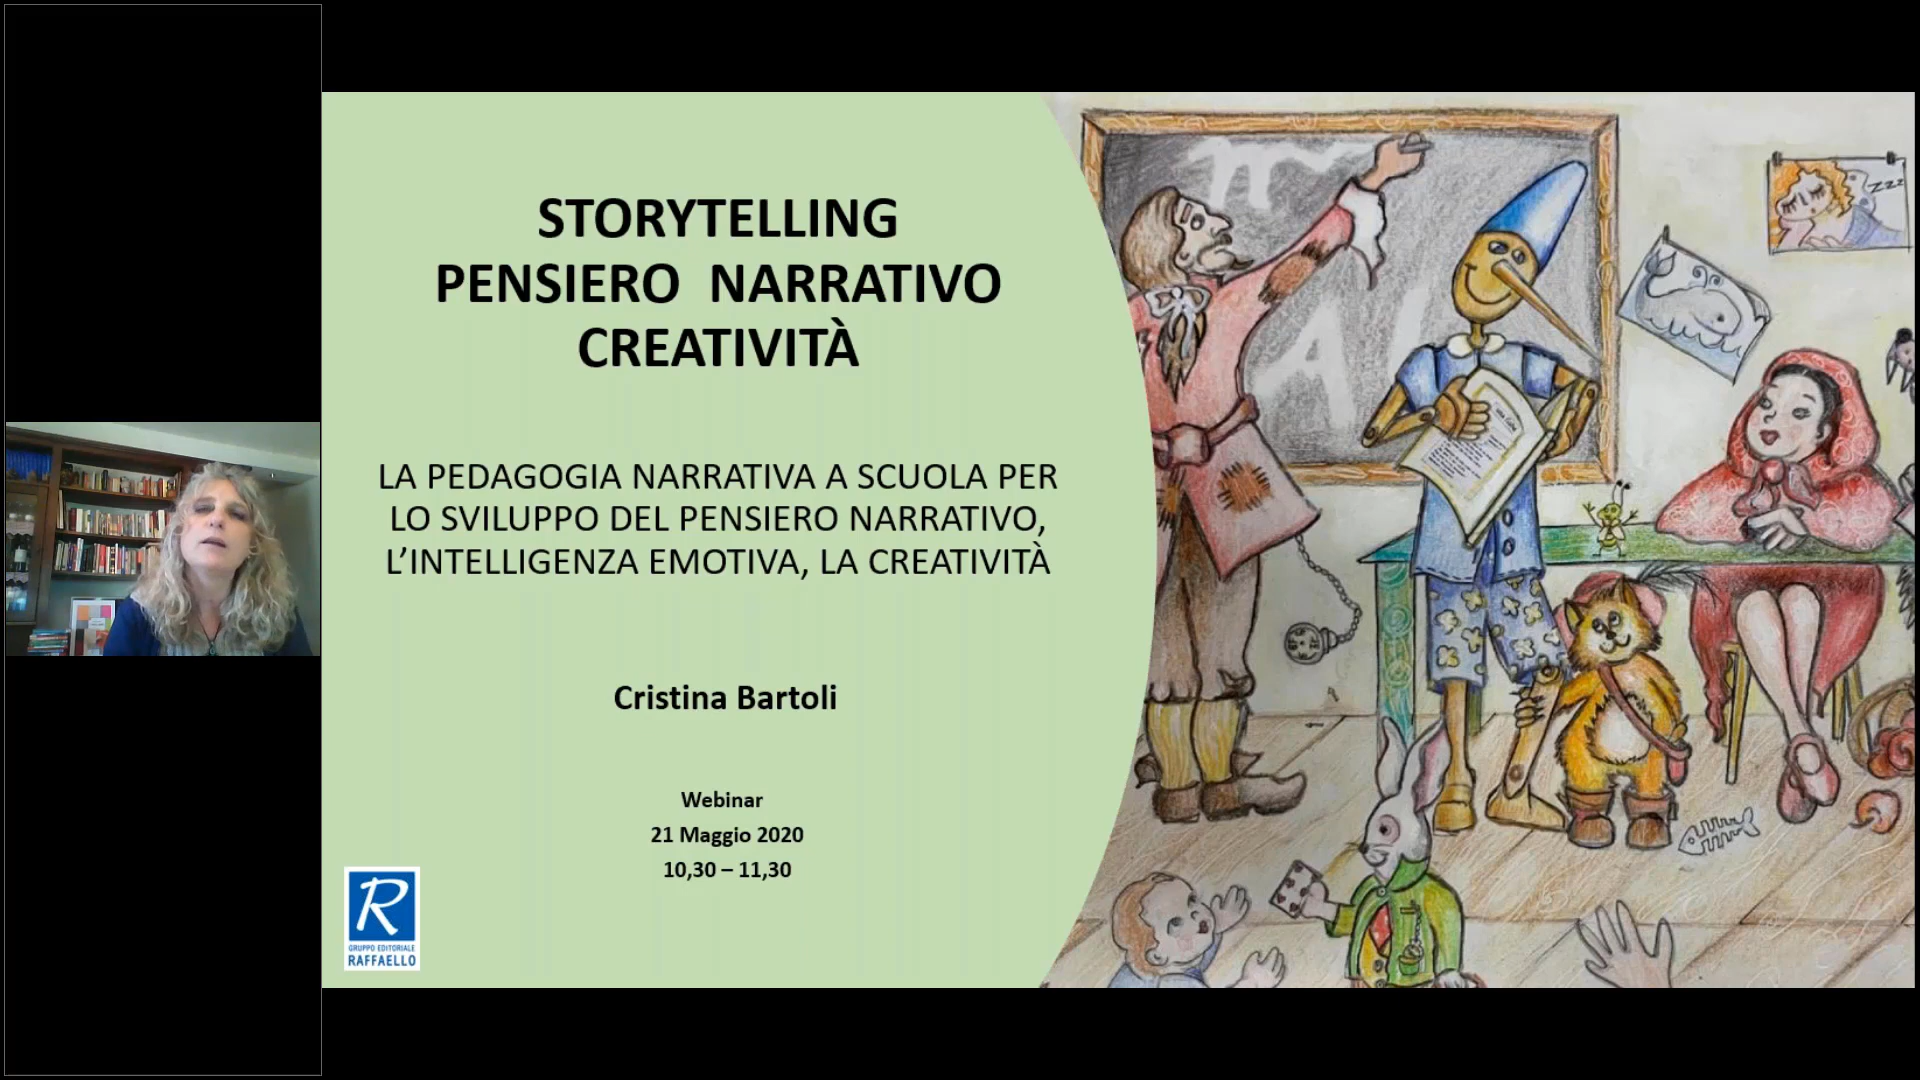 STORYTELLING
PENSIERO NARRATIVO
CREATIVITÀ
LA PEDAGOGIA NARRATIVA A SCUOLA PER
LO SVILUPPO DEL PENSIERO NARRATIVO,
L’INTELLIGENZA EMOTIVA, LA CREATIVITÀ
Cristina Bartoli
Webinar
21 Maggio 2020
10,30 – 11,30
R
GRUPPO EDITORIALE
RAFFAELLO
zzz